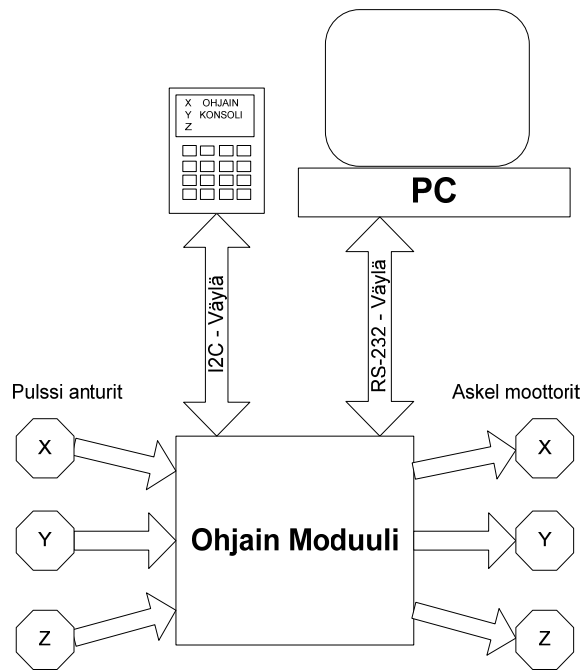 X OHJAIN
Y KONSOLI
Z
PC
I2C - Väylä
RS-232 - Väylä
Pulssi anturit
Askel moottorit
X
X
Y
Ohjain Moduuli
Y
Z
Z